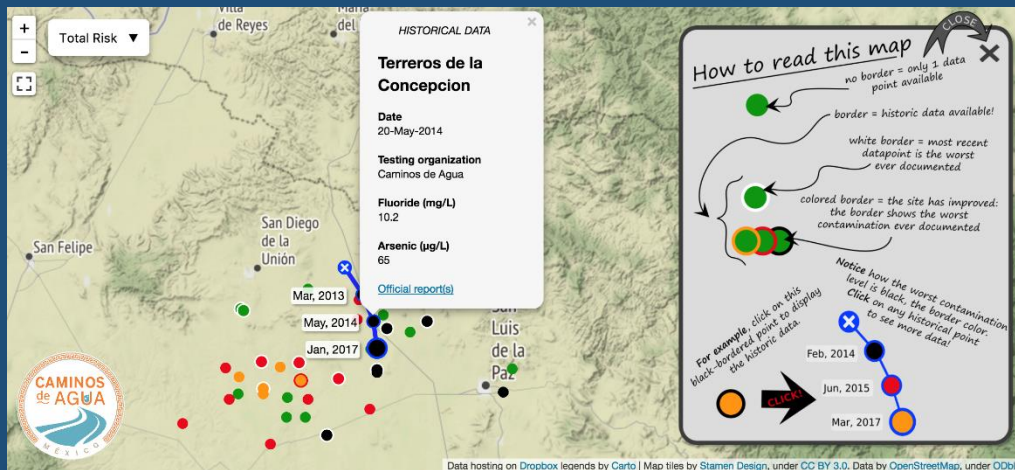 +
−
Total Risk ▼
Villa
de Reyes
María
del
HISTORICAL DATA
×
Terreros de la
Concepcion
Date
20-May-2014
Testing organization
Caminos de Agua
Fluoride (mg/L)
10.2
Arsenic (µg/L)
65
Official report(s)
San Felipe
San Diego
de la
Unión
Mar, 2013
May, 2014
Jan, 2017
San
Luis
de la
Paz
CAMINOS
de AGUA
MÉXICO
CLOSE
How to read this map
no border = only 1 data
point available
border = historic data available!
white border = most recent
datapoint is the worst
ever documented
colored border = the site has improved:
the border shows the worst
contamination ever documented
Notice how the worst contamination
level is black, the border color.
Click on any historical point
to see more data!
For example, click on this
black-bordered point to display
the historic data.
CLICK!
Feb, 2014
Jun, 2015
Mar, 2017
Data hosting on Dropbox legends by Carto | Map tiles by Stamen Design, under CC BY 3.0. Data by OpenStreetMap, under ODb